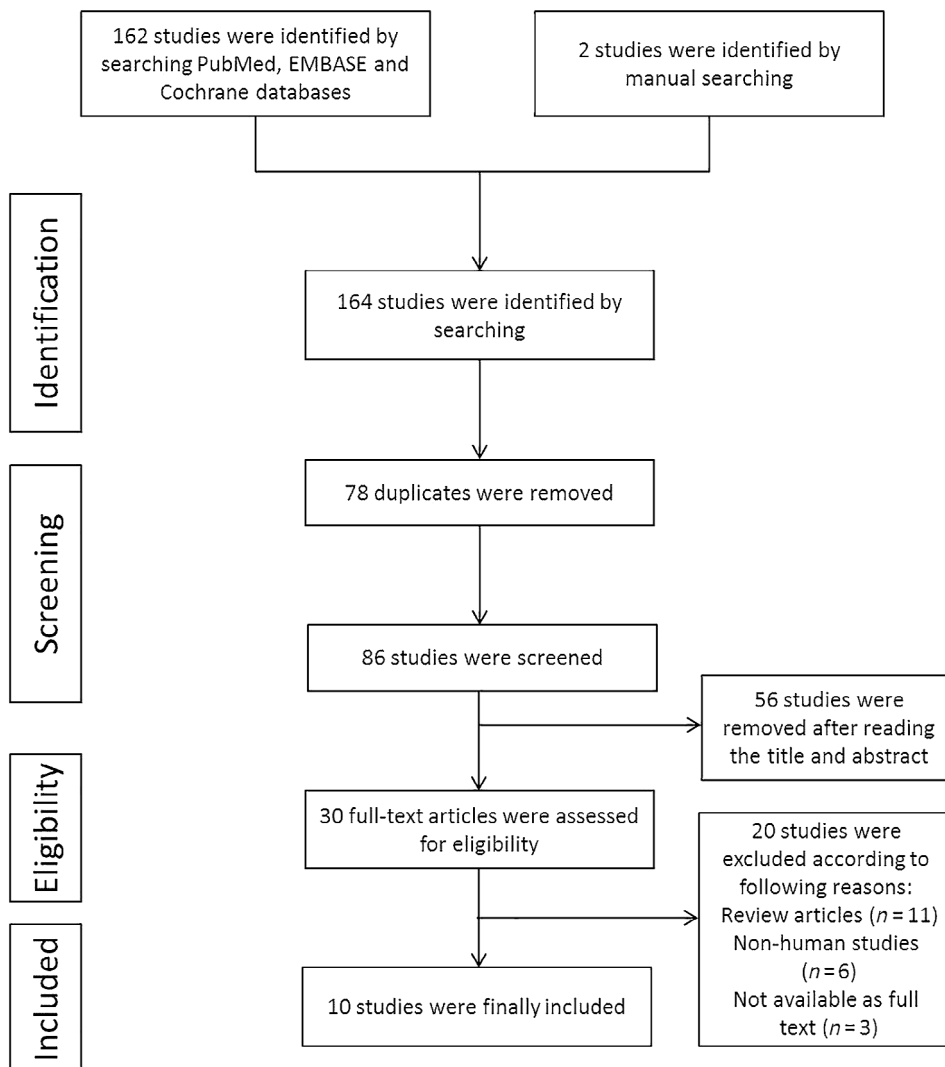 162 studies were identified by
searching PubMed, EMBASE and
Cochrane databases
2 studies were identified by
manual searching
Identification
164 studies were identified by
searching
Screening
78 duplicates were removed
86 studies were screened
56 studies were
removed after reading
the title and abstract
Eligibility
30 full-text articles were assessed
for eligibility
20 studies were
excluded according to
following reasons:
Review articles (n = 11)
Non-human studies
(n = 6)
Not available as full
text (n = 3)
Included
10 studies were finally included